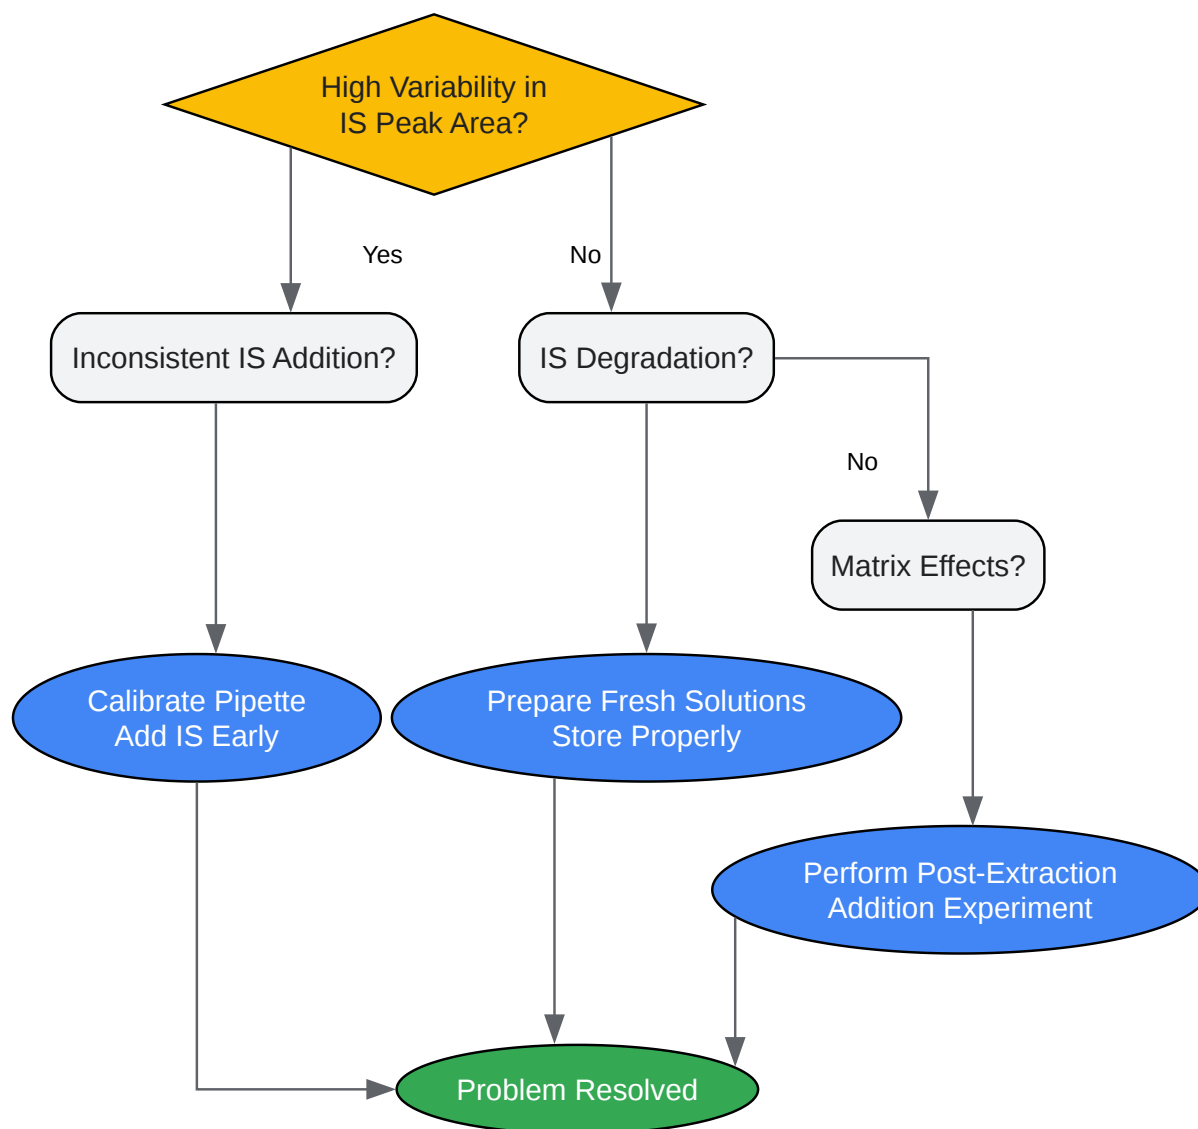 High Variability in
IS Peak Area?
Yes
No
Inconsistent IS Addition?
IS Degradation?
No
Matrix Effects?
Calibrate Pipette
Add IS Early
Prepare Fresh Solutions
Store Properly
Perform Post-Extraction
Addition Experiment
Problem Resolved